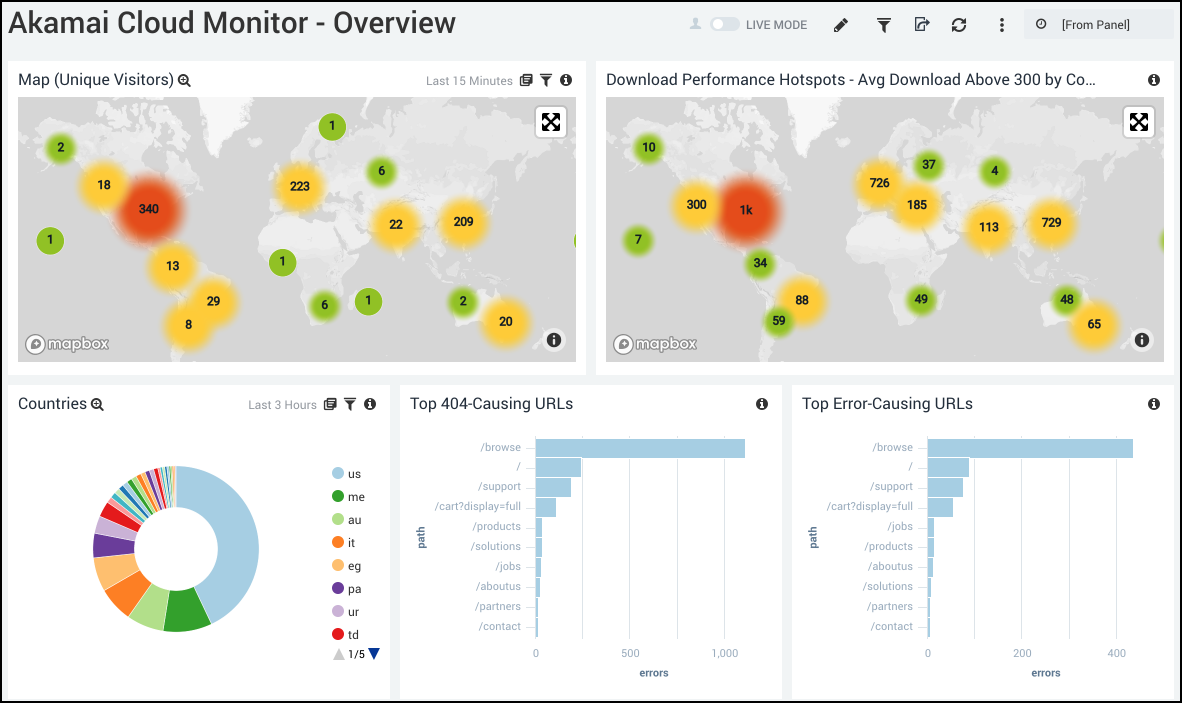 Akamai Cloud Monitor - Overview
LIVE MODE
[From Panel]
Map (Unique Visitors)
Last 15 Minutes
1
2
6
18
223
340
209
22
1
1
13
29
1
6
2
8
20
mapbox
Download Performance Hotspots - Avg Download Above 300 by Co...
10
37
4
726
300
185
1k
729
113
7
34
88
49
48
59
65
mapbox
Countries
Last 3 Hours
us
me
au
it
eg
pa
ur
td
1/5
Top 404-Causing URLs
path
/browse
/
/support
/cart?display=full
/products
/solutions
/jobs
/aboutus
/partners
/contact
0 500 1,000
errors
Top Error-Causing URLs
path
/browse
/
/support
/cart?display=full
/jobs
/products
/aboutus
/solutions
/partners
/contact
0 200 400
errors